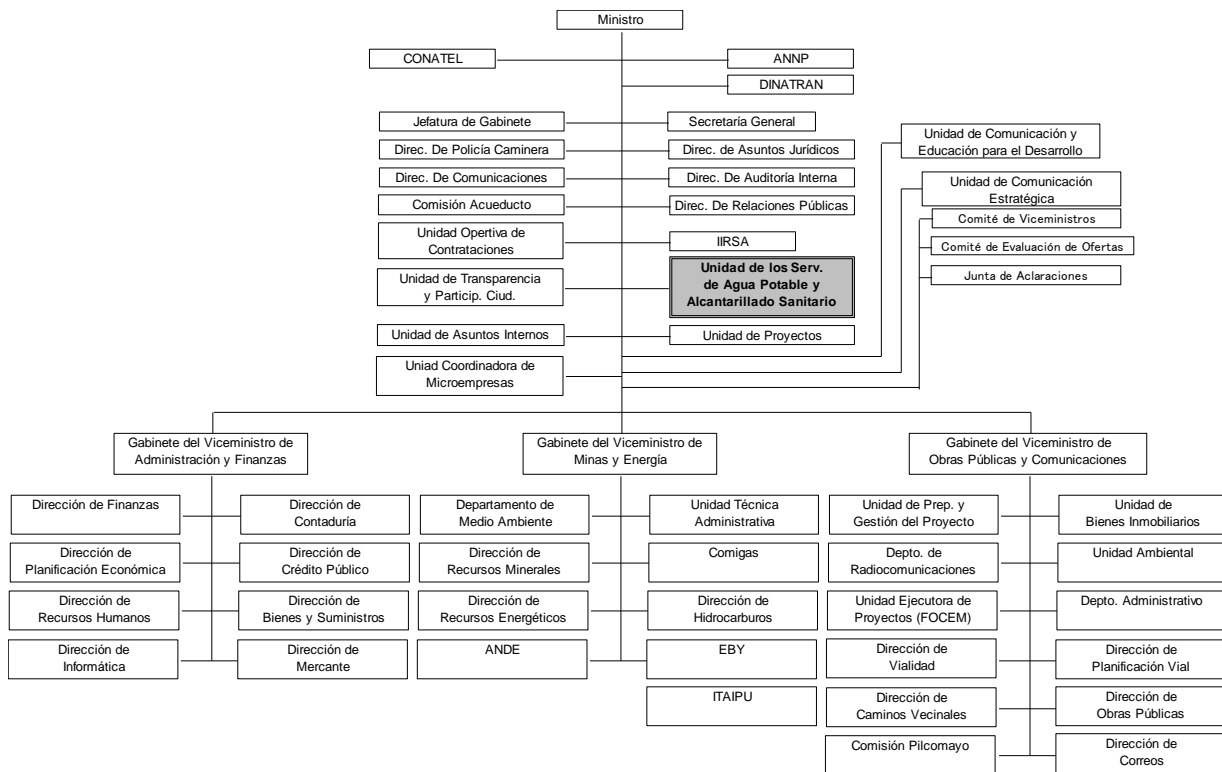 Ministro
CONATEL
ANNP
DINATRAN
Jefatura de Gabinete
Secretaría General
Direc. De Policía Caminera
Direc. de Asuntos Jurídicos
Direc. De Comunicaciones
Direc. De Auditoría Interna
Comisión Acueducto
Direc. De Relaciones Públicas
Unidad Opertiva de
Contrataciones
IIRSA
Unidad de Transparencia
y Particip. Ciud.
Unidad de los Serv.
de Agua Potable y
Alcantarillado Sanitario
Unidad de Asuntos Internos
Unidad de Proyectos
Uniad Coordinadora de
Microempresas
Unidad de Comunicación y
Educación para el Desarrollo
Unidad de Comunicación
Estratégica
Comité de Viceministros
Comité de Evaluación de Ofertas
Junta de Aclaraciones
Gabinete del Viceministro de
Administración y Finanzas
Gabinete del Viceministro de
Minas y Energía
Gabinete del Viceministro de
Obras Públicas y Comunicaciones
Dirección de Finanzas
Dirección de
Contaduría
Dirección de
Planificación Económica
Dirección de
Crédito Público
Dirección de
Recursos Humanos
Dirección de
Bienes y Suministros
Dirección de
Informática
Dirección de
Mercante
Departamento de
Medio Ambiente
Unidad Técnica
Administrativa
Dirección de
Recursos Minerales
Comigas
Dirección de
Recursos Energéticos
Dirección de
Hidrocarburos
ANDE
EBY
ITAIPU
Unidad de Prep. y
Gestión del Proyecto
Unidad de
Bienes Inmobiliarios
Depto. de
Radiocomunicaciones
Unidad Ambiental
Unidad Ejecutora de
Proyectos (FOCEM)
Depto. Administrativo
Dirección de
Vialidad
Dirección de
Planificación Vial
Dirección de
Caminos Vecinales
Dirección de
Obras Públicas
Comisión Pilcomayo
Dirección de
Correos